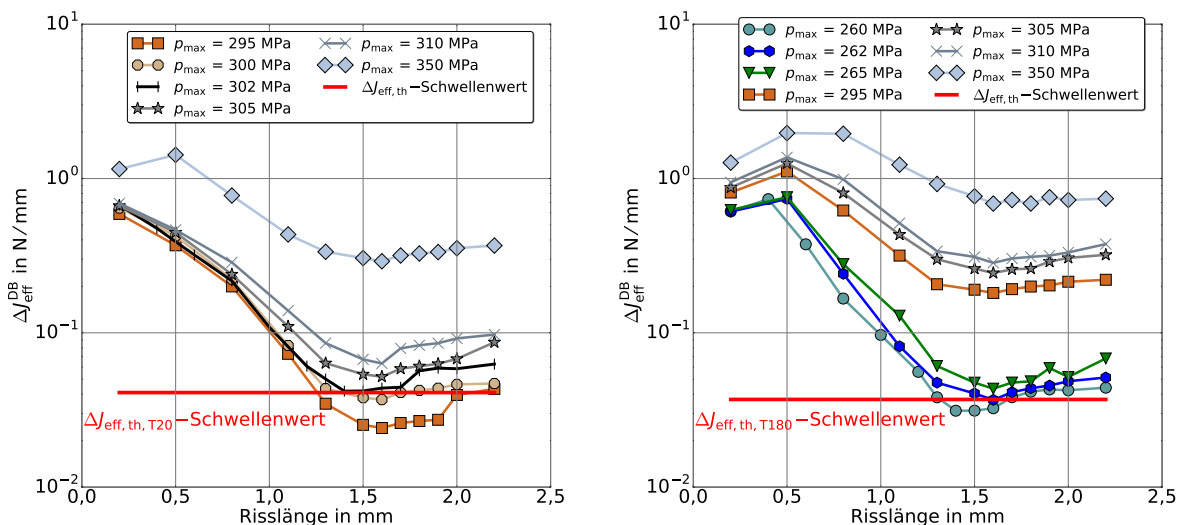 10¹
10⁰
10⁻¹
10⁻²
ΔJ_eff^DB in N / mm
p_max = 295 MPa
p_max = 300 MPa
p_max = 302 MPa
p_max = 305 MPa
p_max = 310 MPa
p_max = 350 MPa
ΔJ_eff,th−Schwellenwert
ΔJ_eff,th,T20−Schwellenwert
0,0 0,5 1,0 1,5 2,0 2,5
Risslänge in mm
10¹
10⁰
10⁻¹
10⁻²
ΔJ_eff^DB in N / mm
p_max = 260 MPa
p_max = 262 MPa
p_max = 265 MPa
p_max = 295 MPa
p_max = 305 MPa
p_max = 310 MPa
p_max = 350 MPa
ΔJ_eff,th−Schwellenwert
ΔJ_eff,th,T180−Schwellenwert
0,0 0,5 1,0 1,5 2,0 2,5
Risslänge in mm